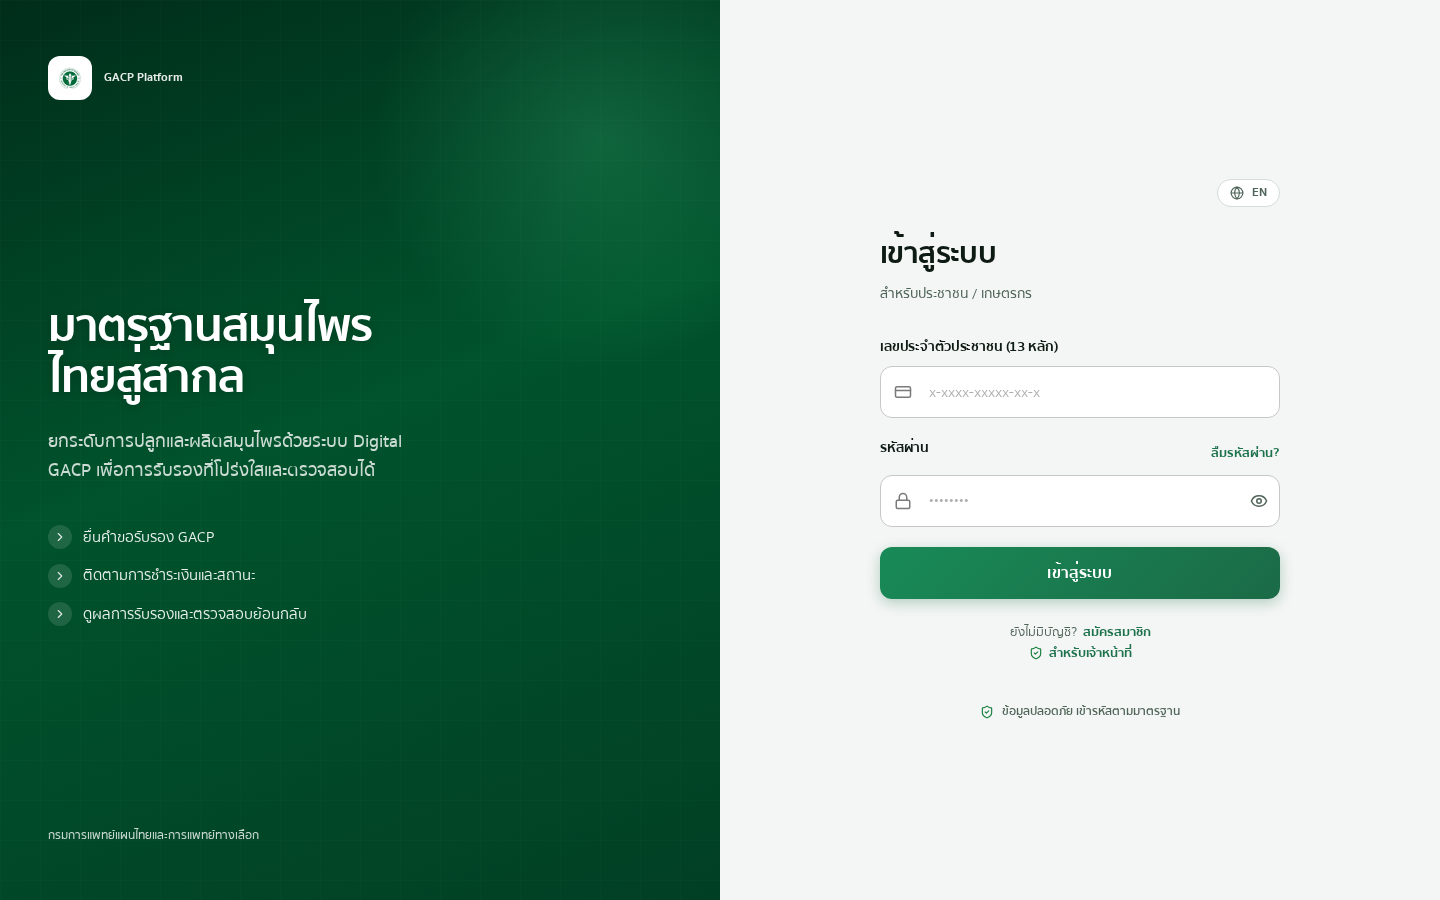 GACP Platform
มาตรฐานสมุนไพร
ไทยสู่สากล
ยกระดับการปลูกและผลิตสมุนไพรด้วยระบบ Digital
GACP เพื่อการรับรองที่โปร่งใสและตรวจสอบได้
ยื่นคำขอรับรอง GACP
ติดตามการชำระเงินและสถานะ
ดูผลการรับรองและตรวจสอบย้อนกลับ
กรมการแพทย์แผนไทยและการแพทย์ทางเลือก
EN
เข้าสู่ระบบ
สำหรับประชาชน / เกษตรกร
เลขประจำตัวประชาชน (13 หลัก)
x-xxxx-xxxxx-xx-x
รหัสผ่าน
ลืมรหัสผ่าน?
••••••••
เข้าสู่ระบบ
ยังไม่มีบัญชี? สมัครสมาชิก
สำหรับเจ้าหน้าที่
ข้อมูลปลอดภัย เข้ารหัสตามมาตรฐาน